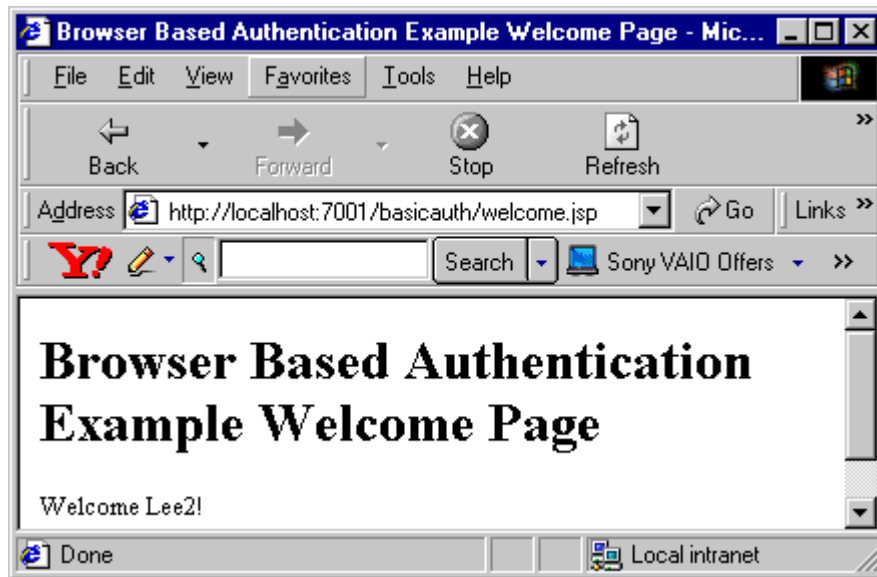 Browser Based Authentication Example Welcome Page - Mic...
File Edit View Favorites Tools Help
»
Back Forward Stop Refresh
Address http://localhost:7001/basicauth/welcome.jsp Go Links »
Y! Search Sony VAIO Offers »
Browser Based Authentication
Example Welcome Page
Welcome Lee2!
Done Local intranet